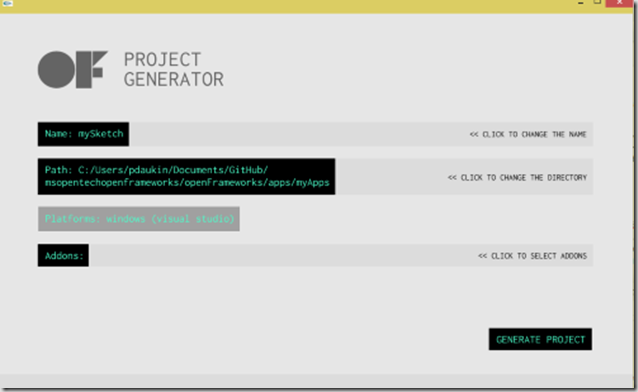 OF PROJECT
GENERATOR
Name: mySketch
<< CLICK TO CHANGE THE NAME
Path: C:/Users/pdaukin/Documents/GitHub/
msopentechopenframeworks/openFrameworks/apps/myApps
<< CLICK TO CHANGE THE DIRECTORY
Platforms: windows (visual studio)
Addons:
<< CLICK TO SELECT ADDONS
GENERATE PROJECT